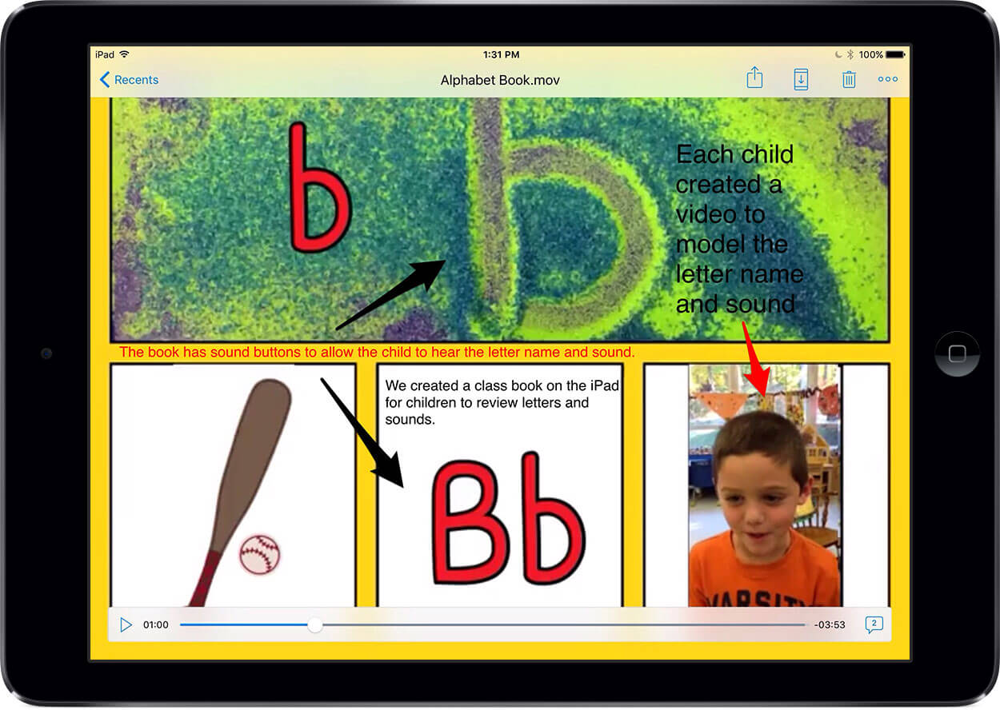 iPad
1:31 PM
100%
Recents
Alphabet Book.mov
b
b
Each child
created a
video to
model the
letter name
and sound
The book has sound buttons to allow the child to hear the letter name and sound.
We created a class book on the iPad
for children to review letters and
sounds.
Bb
VARSITY
01:00
-03:53
2